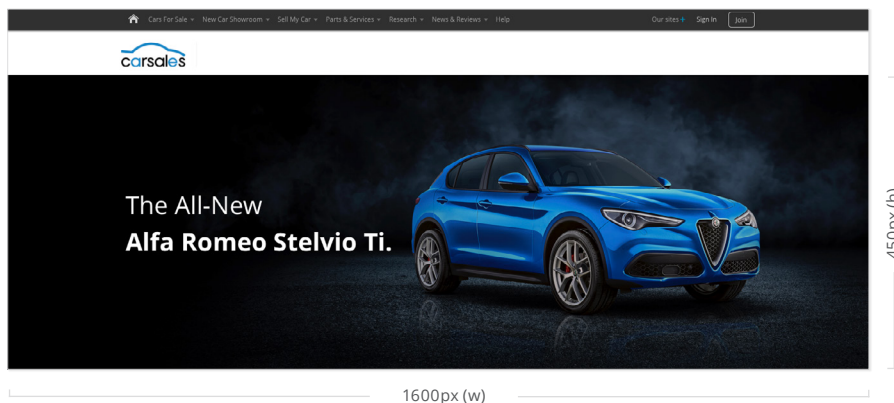 Cars For Sale New Car Showroom Sell My Car Parts & Services Research News & Reviews Help Our sites + Sign In Join
carsales
The All-New
Alfa Romeo Stelvio Ti.
450px (h)
1600px (w)